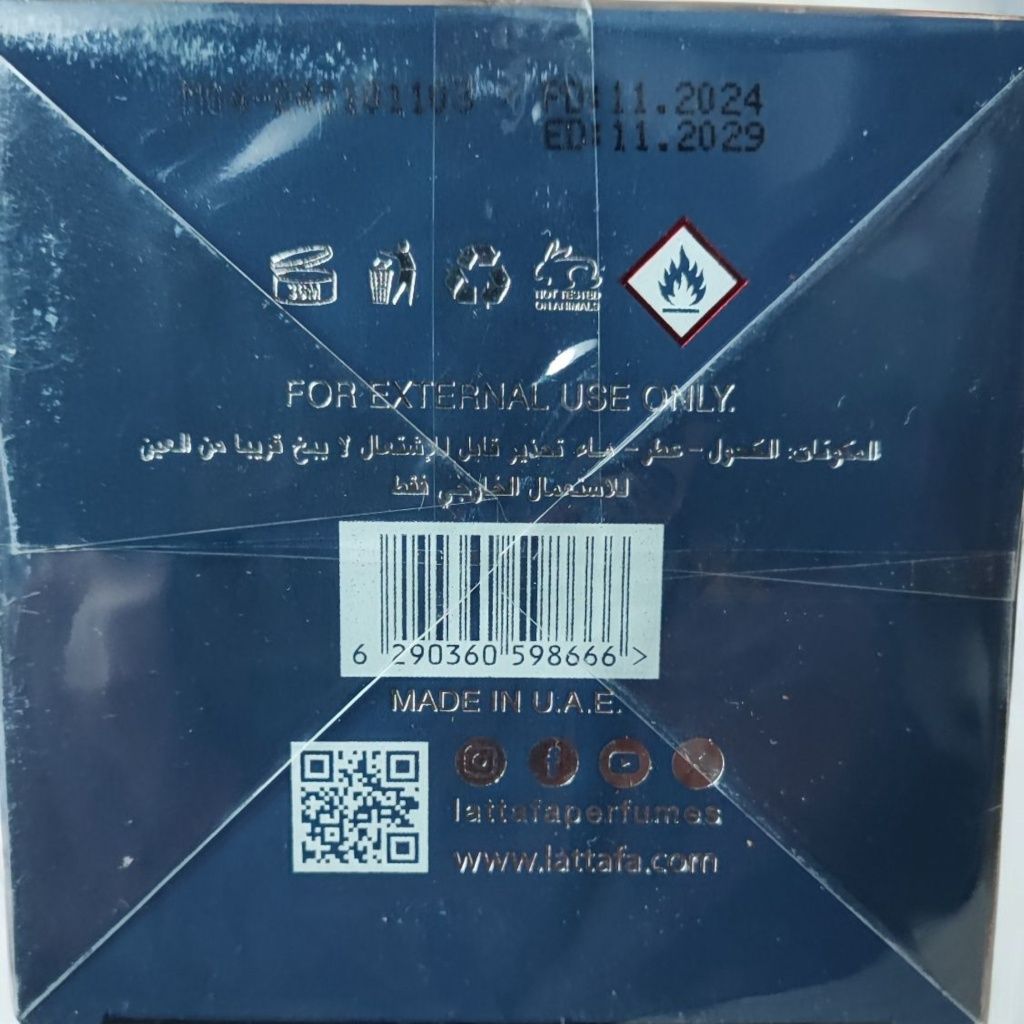 PD:11.2024
ED:11.2029
36M
NOT TESTED
ON ANIMALS
FOR EXTERNAL USE ONLY.
المكونات: الكحول - عطر - ماء تحذير قابل للإشتعال لا يبخ قريبا من العين
للاستعمال الخارجي فقط
6 290360 598666 >
MADE IN U.A.E.
lattafaperfumes
www.lattafa.com